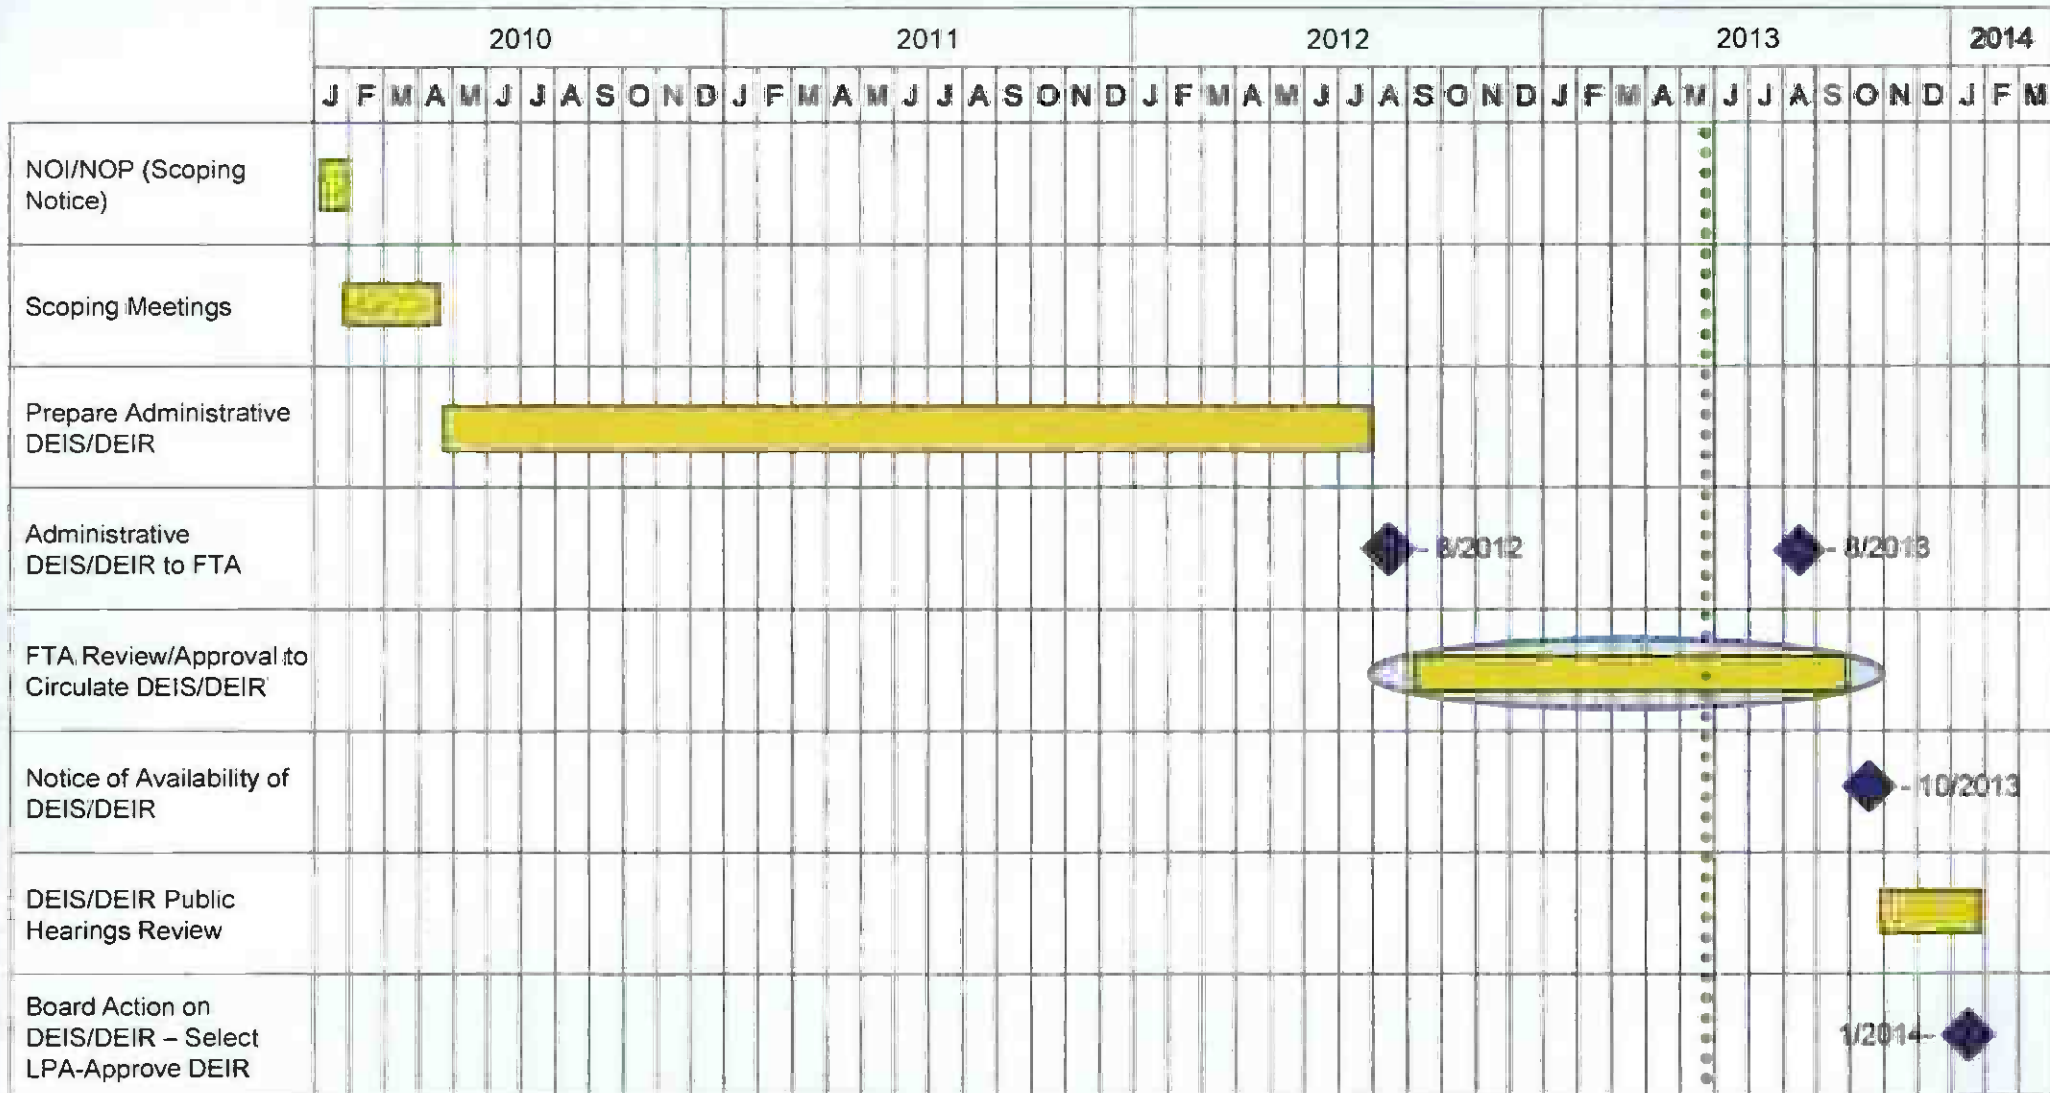 2010 2011 2012 2013 2014
J F M A M J J A S O N D J F M A M J J A S O N D J F M A M J J A S O N D J F M A M J J A S O N D J F M
NOI/NOP (Scoping
Notice)
Scoping Meetings
Prepare Administrative
DEIS/DEIR
Administrative
DEIS/DEIR to FTA
- 8/2012
- 8/2013
FTA Review/Approval to
Circulate DEIS/DEIR
Notice of Availability of
DEIS/DEIR
- 10/2013
DEIS/DEIR Public
Hearings Review
Board Action on
DEIS/DEIR – Select
LPA-Approve DEIR
1/2014-